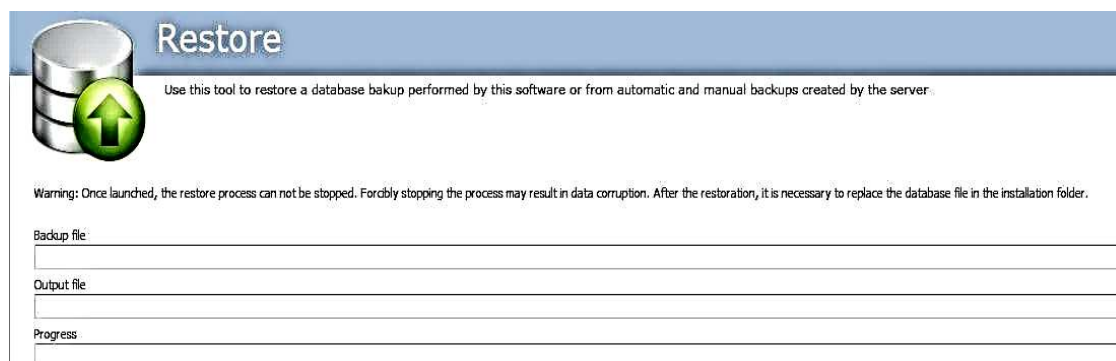 Restore
Use this tool to restore a database bakup performed by this software or from automatic and manual backups created by the server
Warning: Once launched, the restore process can not be stopped. Forcibly stopping the process may result in data corruption. After the restoration, it is necessary to replace the database file in the installation folder.
Backup file
Output file
Progress